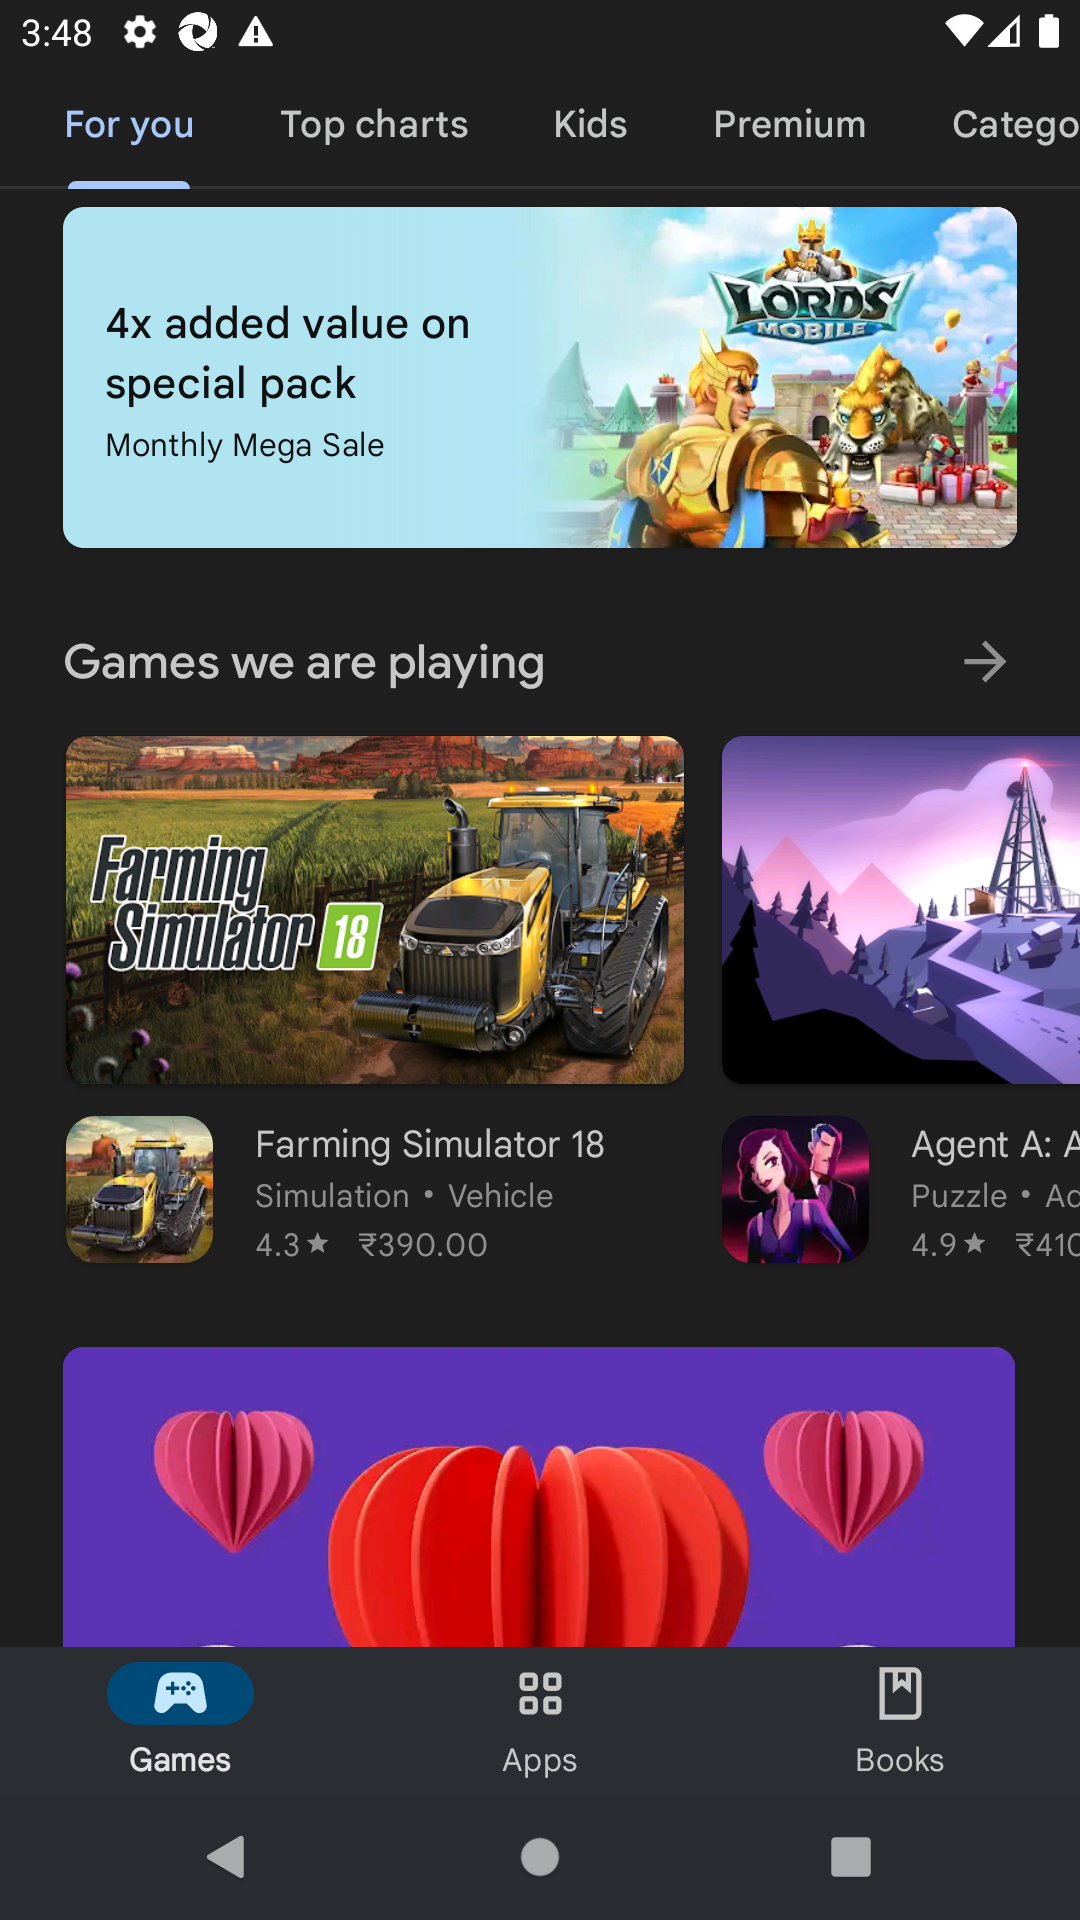 3:48
For you
Top charts
Kids
Premium
Catego
4x added value on
special pack
Monthly Mega Sale
LORDS
MOBILE
Games we are playing
Farming
Simulator 18
Farming Simulator 18
Simulation • Vehicle
4.3★ ₹390.00
Agent A: A
Puzzle • Ac
4.9★ ₹410
Games
Apps
Books